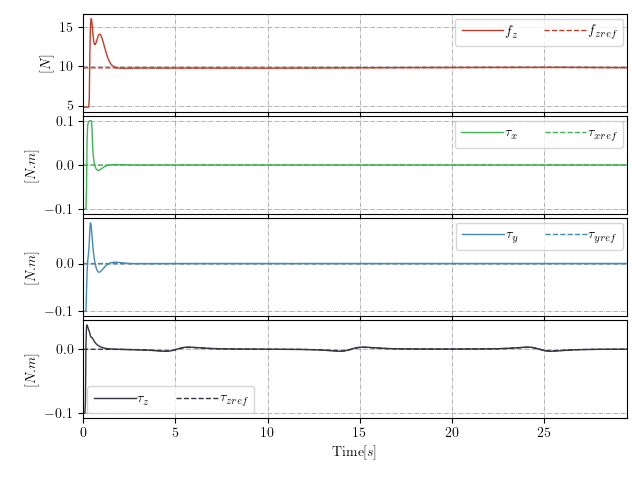 15
10
5
[N]
f_z
f_zref
0.1
0.0
−0.1
[N.m]
τ_x
τ_xref
0.0
−0.1
[N.m]
τ_y
τ_yref
0.0
−0.1
[N.m]
τ_z
τ_zref
0 5 10 15 20 25
Time[s]